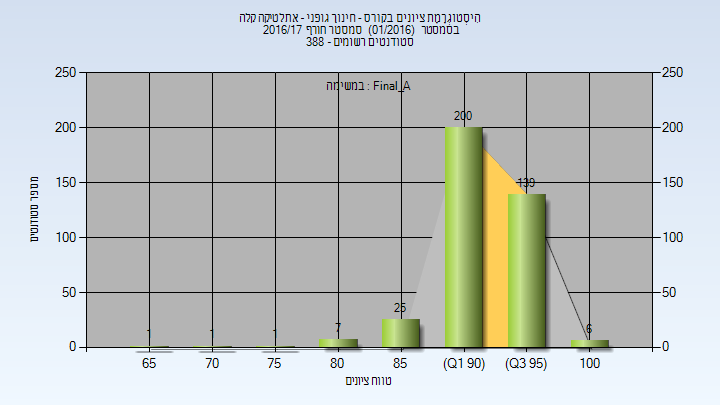 היסטוגרמת ציונים בקורס - חינוך גופני - אתלטיקה קלה
בסמסטר (01/2016) סמסטר חורף 2016/17
סטודנטים רשומים - 388
במשימה : Final_A
250 250
200 200
150 150
100 100
50 50
0 0
מספר סטודנטים
1 1 1 7 25 200 139 6
65 70 75 80 85 (Q1 90) (Q3 95) 100
טווח ציונים